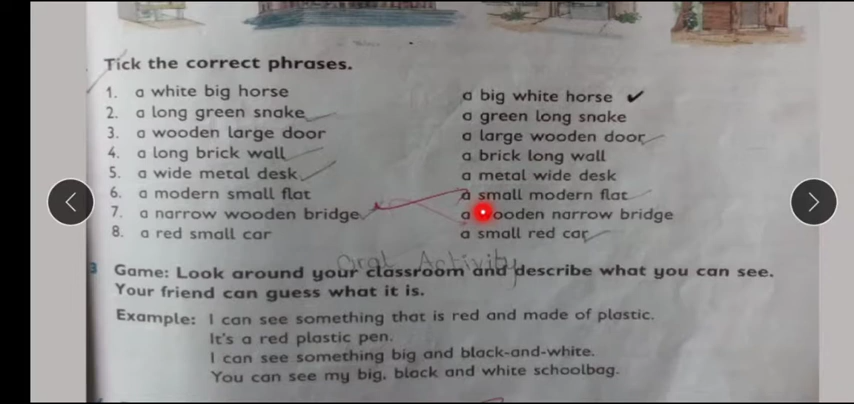 Tick the correct phrases.
1. a white big horse a big white horse ✔
2. a long green snake a green long snake
3. a wooden large door a large wooden door
4. a long brick wall a brick long wall
5. a wide metal desk a metal wide desk
6. a modern small flat a small modern flat
7. a narrow wooden bridge a wooden narrow bridge
8. a red small car a small red car
Oral Activity
3 Game: Look around your classroom and describe what you can see.
Your friend can guess what it is.
Example: I can see something that is red and made of plastic.
It's a red plastic pen.
I can see something big and black-and-white.
You can see my big, black and white schoolbag.